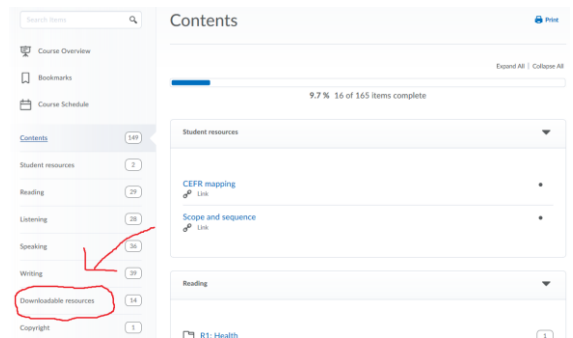 Search Items
Course Overview
Bookmarks
Course Schedule
Contents 149
Student resources 2
Reading 29
Listening 28
Speaking 36
Writing 39
Downloadable resources 14
Copyright 1
Contents
Print
Expand All | Collapse All
9.7 % 16 of 165 items complete
Student resources
CEFR mapping
Link
Scope and sequence
Link
Reading
R1: Health 1